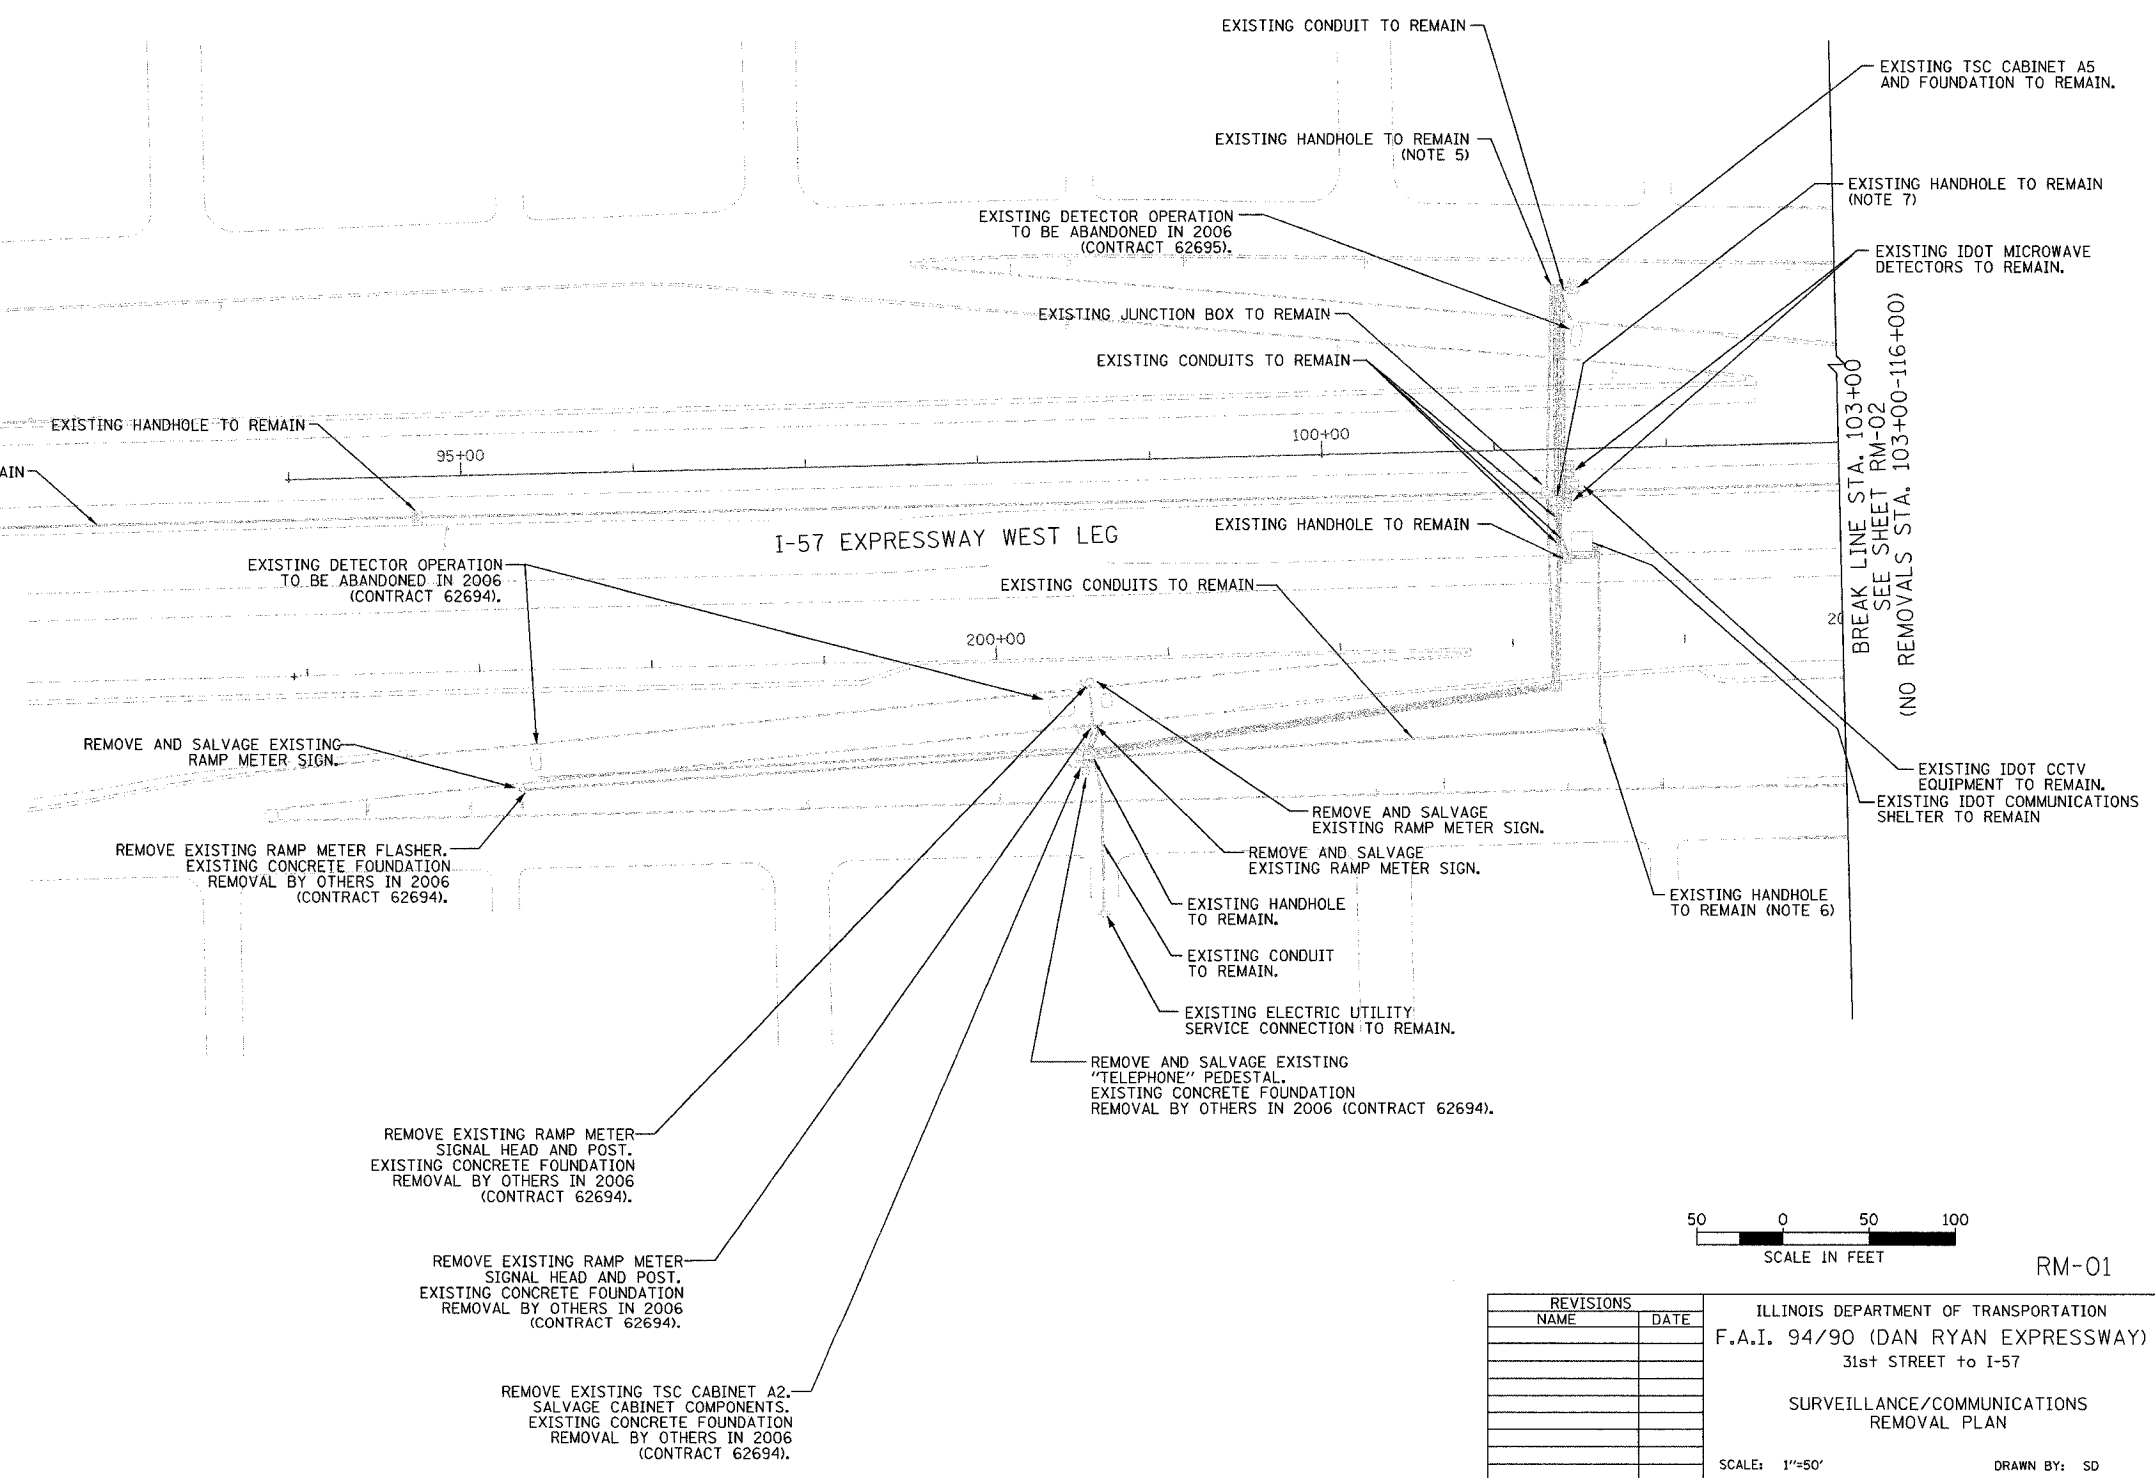 EXISTING CONDUIT TO REMAIN
EXISTING TSC CABINET A5
AND FOUNDATION TO REMAIN.
EXISTING HANDHOLE TO REMAIN
(NOTE 5)
EXISTING HANDHOLE TO REMAIN
(NOTE 7)
EXISTING DETECTOR OPERATION
TO BE ABANDONED IN 2006
(CONTRACT 62695).
EXISTING IDOT MICROWAVE
DETECTORS TO REMAIN.
EXISTING JUNCTION BOX TO REMAIN
EXISTING CONDUITS TO REMAIN
EXISTING HANDHOLE TO REMAIN
95+00
100+00
AIN
I-57 EXPRESSWAY WEST LEG
EXISTING HANDHOLE TO REMAIN
EXISTING DETECTOR OPERATION
TO BE ABANDONED IN 2006
(CONTRACT 62694).
EXISTING CONDUITS TO REMAIN
200+00
20
BREAK LINE STA. 103+00
SEE SHEET RM-02
(NO REMOVALS STA. 103+00-116+00)
REMOVE AND SALVAGE EXISTING
RAMP METER SIGN.
EXISTING IDOT CCTV
EQUIPMENT TO REMAIN.
EXISTING IDOT COMMUNICATIONS
SHELTER TO REMAIN
REMOVE AND SALVAGE
EXISTING RAMP METER SIGN.
REMOVE AND SALVAGE
EXISTING RAMP METER SIGN.
REMOVE EXISTING RAMP METER FLASHER.
EXISTING CONCRETE FOUNDATION
REMOVAL BY OTHERS IN 2006
(CONTRACT 62694).
EXISTING HANDHOLE
TO REMAIN (NOTE 6)
EXISTING HANDHOLE
TO REMAIN.
EXISTING CONDUIT
TO REMAIN.
EXISTING ELECTRIC UTILITY
SERVICE CONNECTION TO REMAIN.
REMOVE AND SALVAGE EXISTING
"TELEPHONE" PEDESTAL.
EXISTING CONCRETE FOUNDATION
REMOVAL BY OTHERS IN 2006 (CONTRACT 62694).
REMOVE EXISTING RAMP METER
SIGNAL HEAD AND POST.
EXISTING CONCRETE FOUNDATION
REMOVAL BY OTHERS IN 2006
(CONTRACT 62694).
REMOVE EXISTING RAMP METER
SIGNAL HEAD AND POST.
EXISTING CONCRETE FOUNDATION
REMOVAL BY OTHERS IN 2006
(CONTRACT 62694).
REMOVE EXISTING TSC CABINET A2.
SALVAGE CABINET COMPONENTS.
EXISTING CONCRETE FOUNDATION
REMOVAL BY OTHERS IN 2006
(CONTRACT 62694).
50 0 50 100
SCALE IN FEET
RM-01
REVISIONS
NAME DATE
ILLINOIS DEPARTMENT OF TRANSPORTATION
F.A.I. 94/90 (DAN RYAN EXPRESSWAY)
31st STREET to I-57
SURVEILLANCE/COMMUNICATIONS
REMOVAL PLAN
SCALE: 1"=50' DRAWN BY: SD